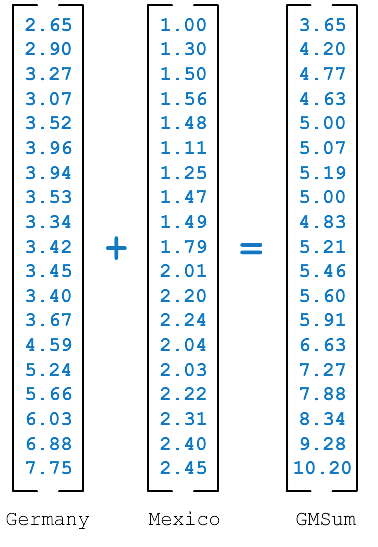 2.65 1.00 3.65
2.90 1.30 4.20
3.27 1.50 4.77
3.07 1.56 4.63
3.52 1.48 5.00
3.96 1.11 5.07
3.94 1.25 5.19
3.53 1.47 5.00
3.34 1.49 4.83
3.42 + 1.79 = 5.21
3.45 2.01 5.46
3.40 2.20 5.60
3.67 2.24 5.91
4.59 2.04 6.63
5.24 2.03 7.27
5.66 2.22 7.88
6.03 2.31 8.34
6.88 2.40 9.28
7.75 2.45 10.20
Germany Mexico GMSum